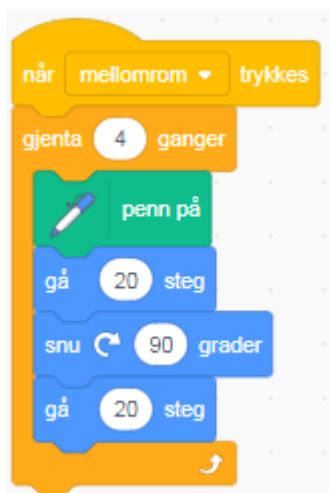 når mellomrom trykkes
gjenta 4 ganger
penn på
gå 20 steg
snu 90 grader
gå 20 steg